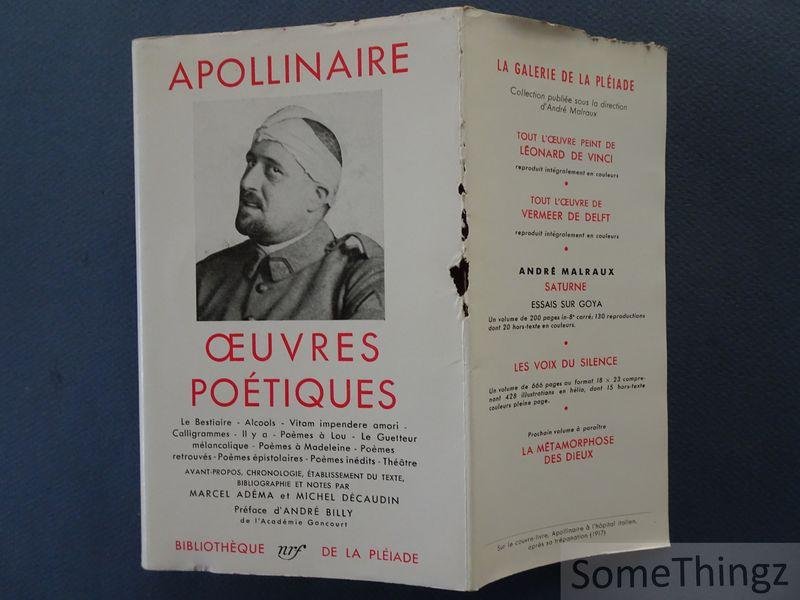 APOLLINAIRE
ŒUVRES
POÉTIQUES
Le Bestiaire - Alcools - Vitam impendere amori -
Calligrammes - Il y a - Poèmes à Lou - Le Guetteur
mélancolique - Poèmes à Madeleine - Poèmes
retrouvés - Poèmes épistolaires - Poèmes inédits - Théâtre
AVANT-PROPOS, CHRONOLOGIE, ÉTABLISSEMENT DU TEXTE,
BIBLIOGRAPHIE ET NOTES PAR
MARCEL ADÉMA et MICHEL DÉCAUDIN
Préface d'ANDRÉ BILLY
de l'Académie Goncourt
BIBLIOTHÈQUE nrf DE LA PLÉIADE
LA GALERIE DE LA PLÉIADE
Collection publiée sous la direction
d'André Malraux
TOUT L'ŒUVRE PEINT DE
LÉONARD DE VINCI
reproduit intégralement en couleurs
TOUT L'ŒUVRE DE
VERMEER DE DELFT
reproduit intégralement en couleurs
ANDRÉ MALRAUX
SATURNE
ESSAIS SUR GOYA
Un volume de 200 pages in-8° carré; 130 reproductions
dont 20 hors-texte en couleurs.
LES VOIX DU SILENCE
Un volume de 666 pages au format 18 × 23 compre-
nant 428 illustrations en hélio, dont 15 hors-texte
couleurs pleine page.
Prochain volume à paraître
LA MÉTAMORPHOSE
DES DIEUX
Sur le couvre-livre, Apollinaire à l'hôpital italien,
après sa trépanation (1917)
SomeThingz